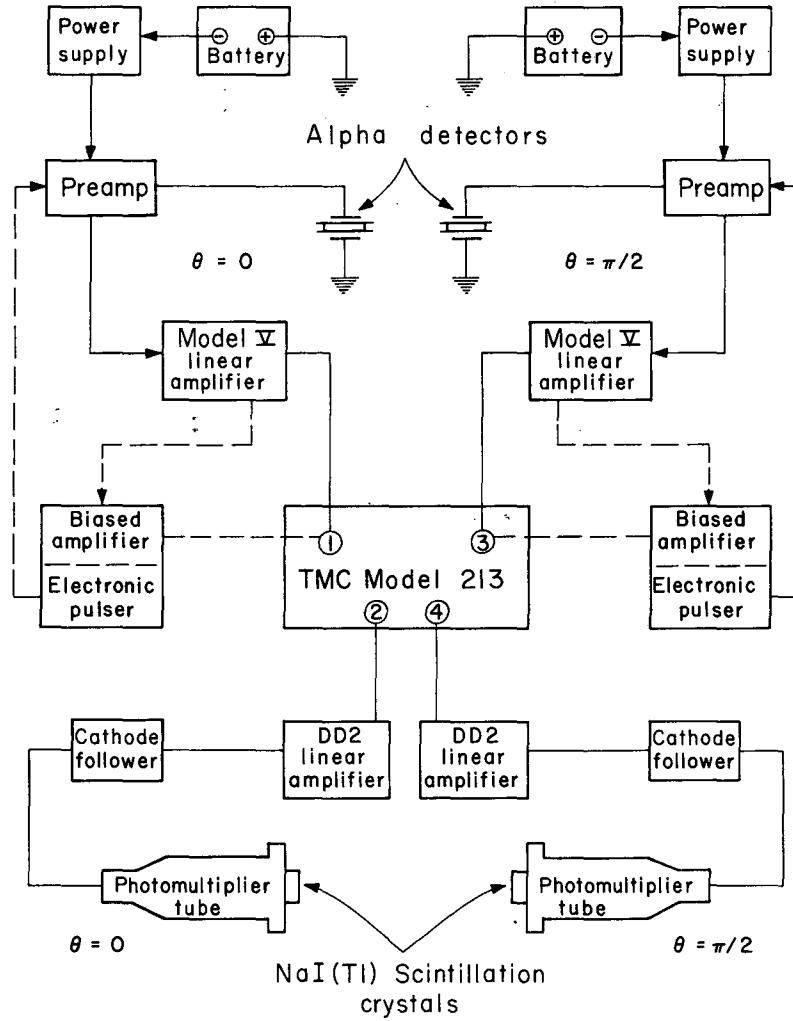 Power
supply
⊖ ⊕
Battery
⊕ ⊖
Battery
Power
supply
Alpha detectors
Preamp
Preamp
θ = 0
θ = π/2
Model V
linear
amplifier
Model V
linear
amplifier
Biased
amplifier
Electronic
pulser
① ③
TMC Model 213
② ④
Biased
amplifier
Electronic
pulser
Cathode
follower
DD2
linear
amplifier
DD2
linear
amplifier
Cathode
follower
Photomultiplier
tube
Photomultiplier
tube
θ = 0
θ = π/2
NaI(Tl) Scintillation
crystals